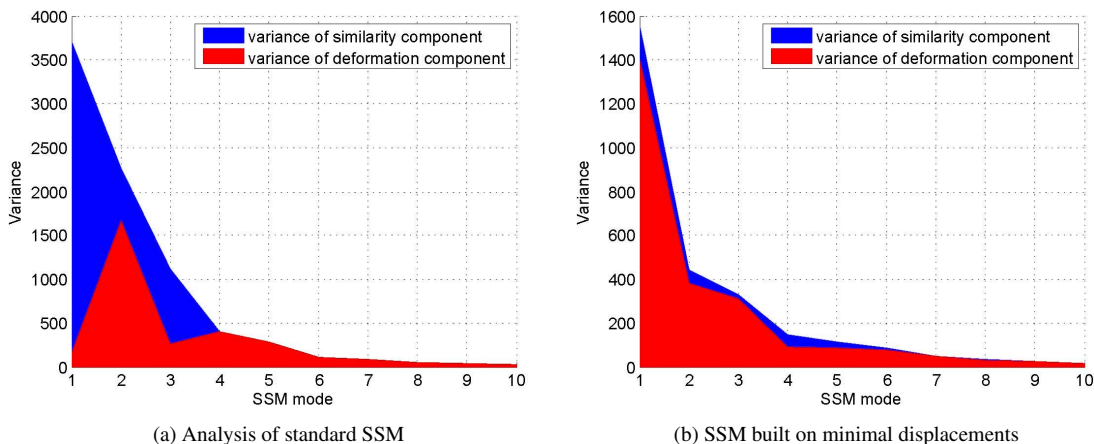 4000
3500
3000
2500
2000
1500
1000
500
0
Variance
variance of similarity component
variance of deformation component
1 2 3 4 5 6 7 8 9 10
SSM mode
(a) Analysis of standard SSM
1600
1400
1200
1000
800
600
400
200
0
Variance
variance of similarity component
variance of deformation component
1 2 3 4 5 6 7 8 9 10
SSM mode
(b) SSM built on minimal displacements